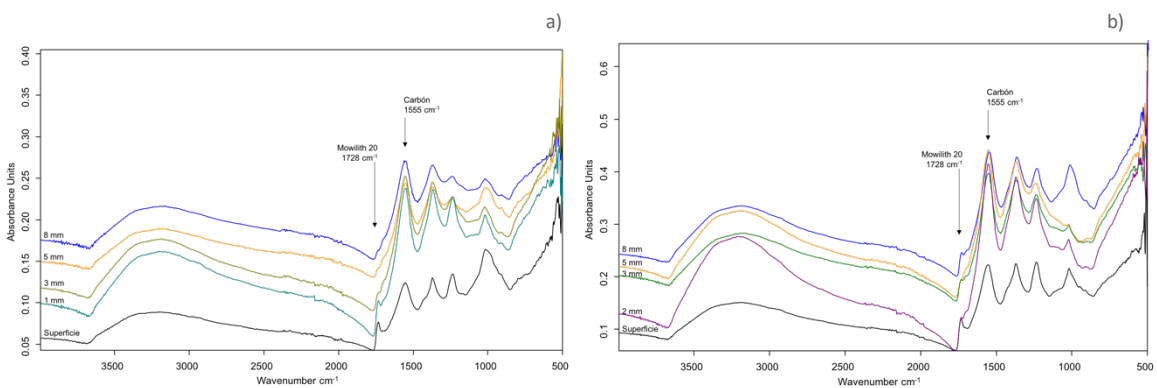 a)
Absorbance Units
0.40
0.35
0.30
0.25
0.20
0.15
0.10
0.05
Carbón
1555 cm-1
Mowilith 20
1728 cm-1
8 mm
5 mm
3 mm
1 mm
Superficie
3500
3000
2500
2000
1500
1000
500
Wavenumber cm-1
b)
Absorbance Units
0.6
0.5
0.4
0.3
0.2
0.1
Carbón
1555 cm-1
Mowilith 20
1728 cm-1
8 mm
5 mm
3 mm
2 mm
Superficie
4000
3500
3000
2500
2000
1500
1000
500
Wavenumber cm-1